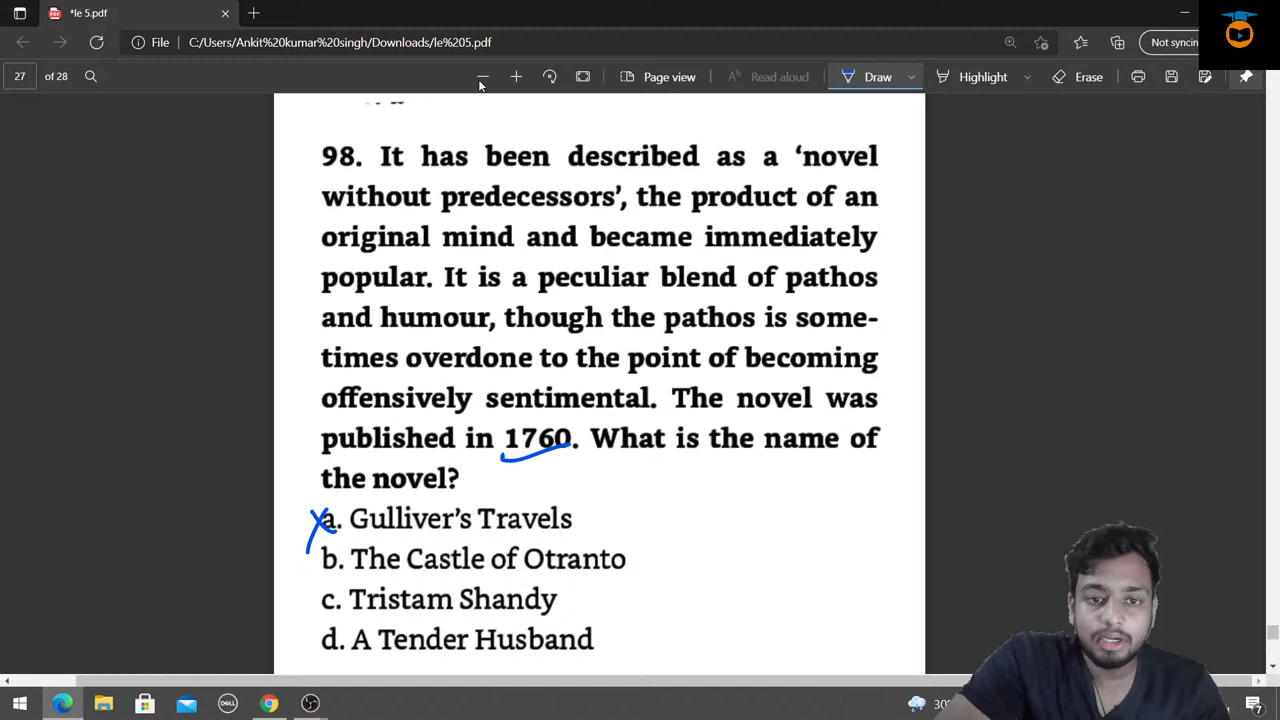 *le 5.pdf
File
C:/Users/Ankit%20kumar%20singh/Downloads/le%205.pdf
Not syncin
27 of 28
Page view
Read aloud
Draw
Highlight
Erase
98. It has been described as a ‘novel
without predecessors’, the product of an
original mind and became immediately
popular. It is a peculiar blend of pathos
and humour, though the pathos is some-
times overdone to the point of becoming
offensively sentimental. The novel was
published in 1760. What is the name of
the novel?
a. Gulliver’s Travels
b. The Castle of Otranto
c. Tristam Shandy
d. A Tender Husband
DELL
30
7